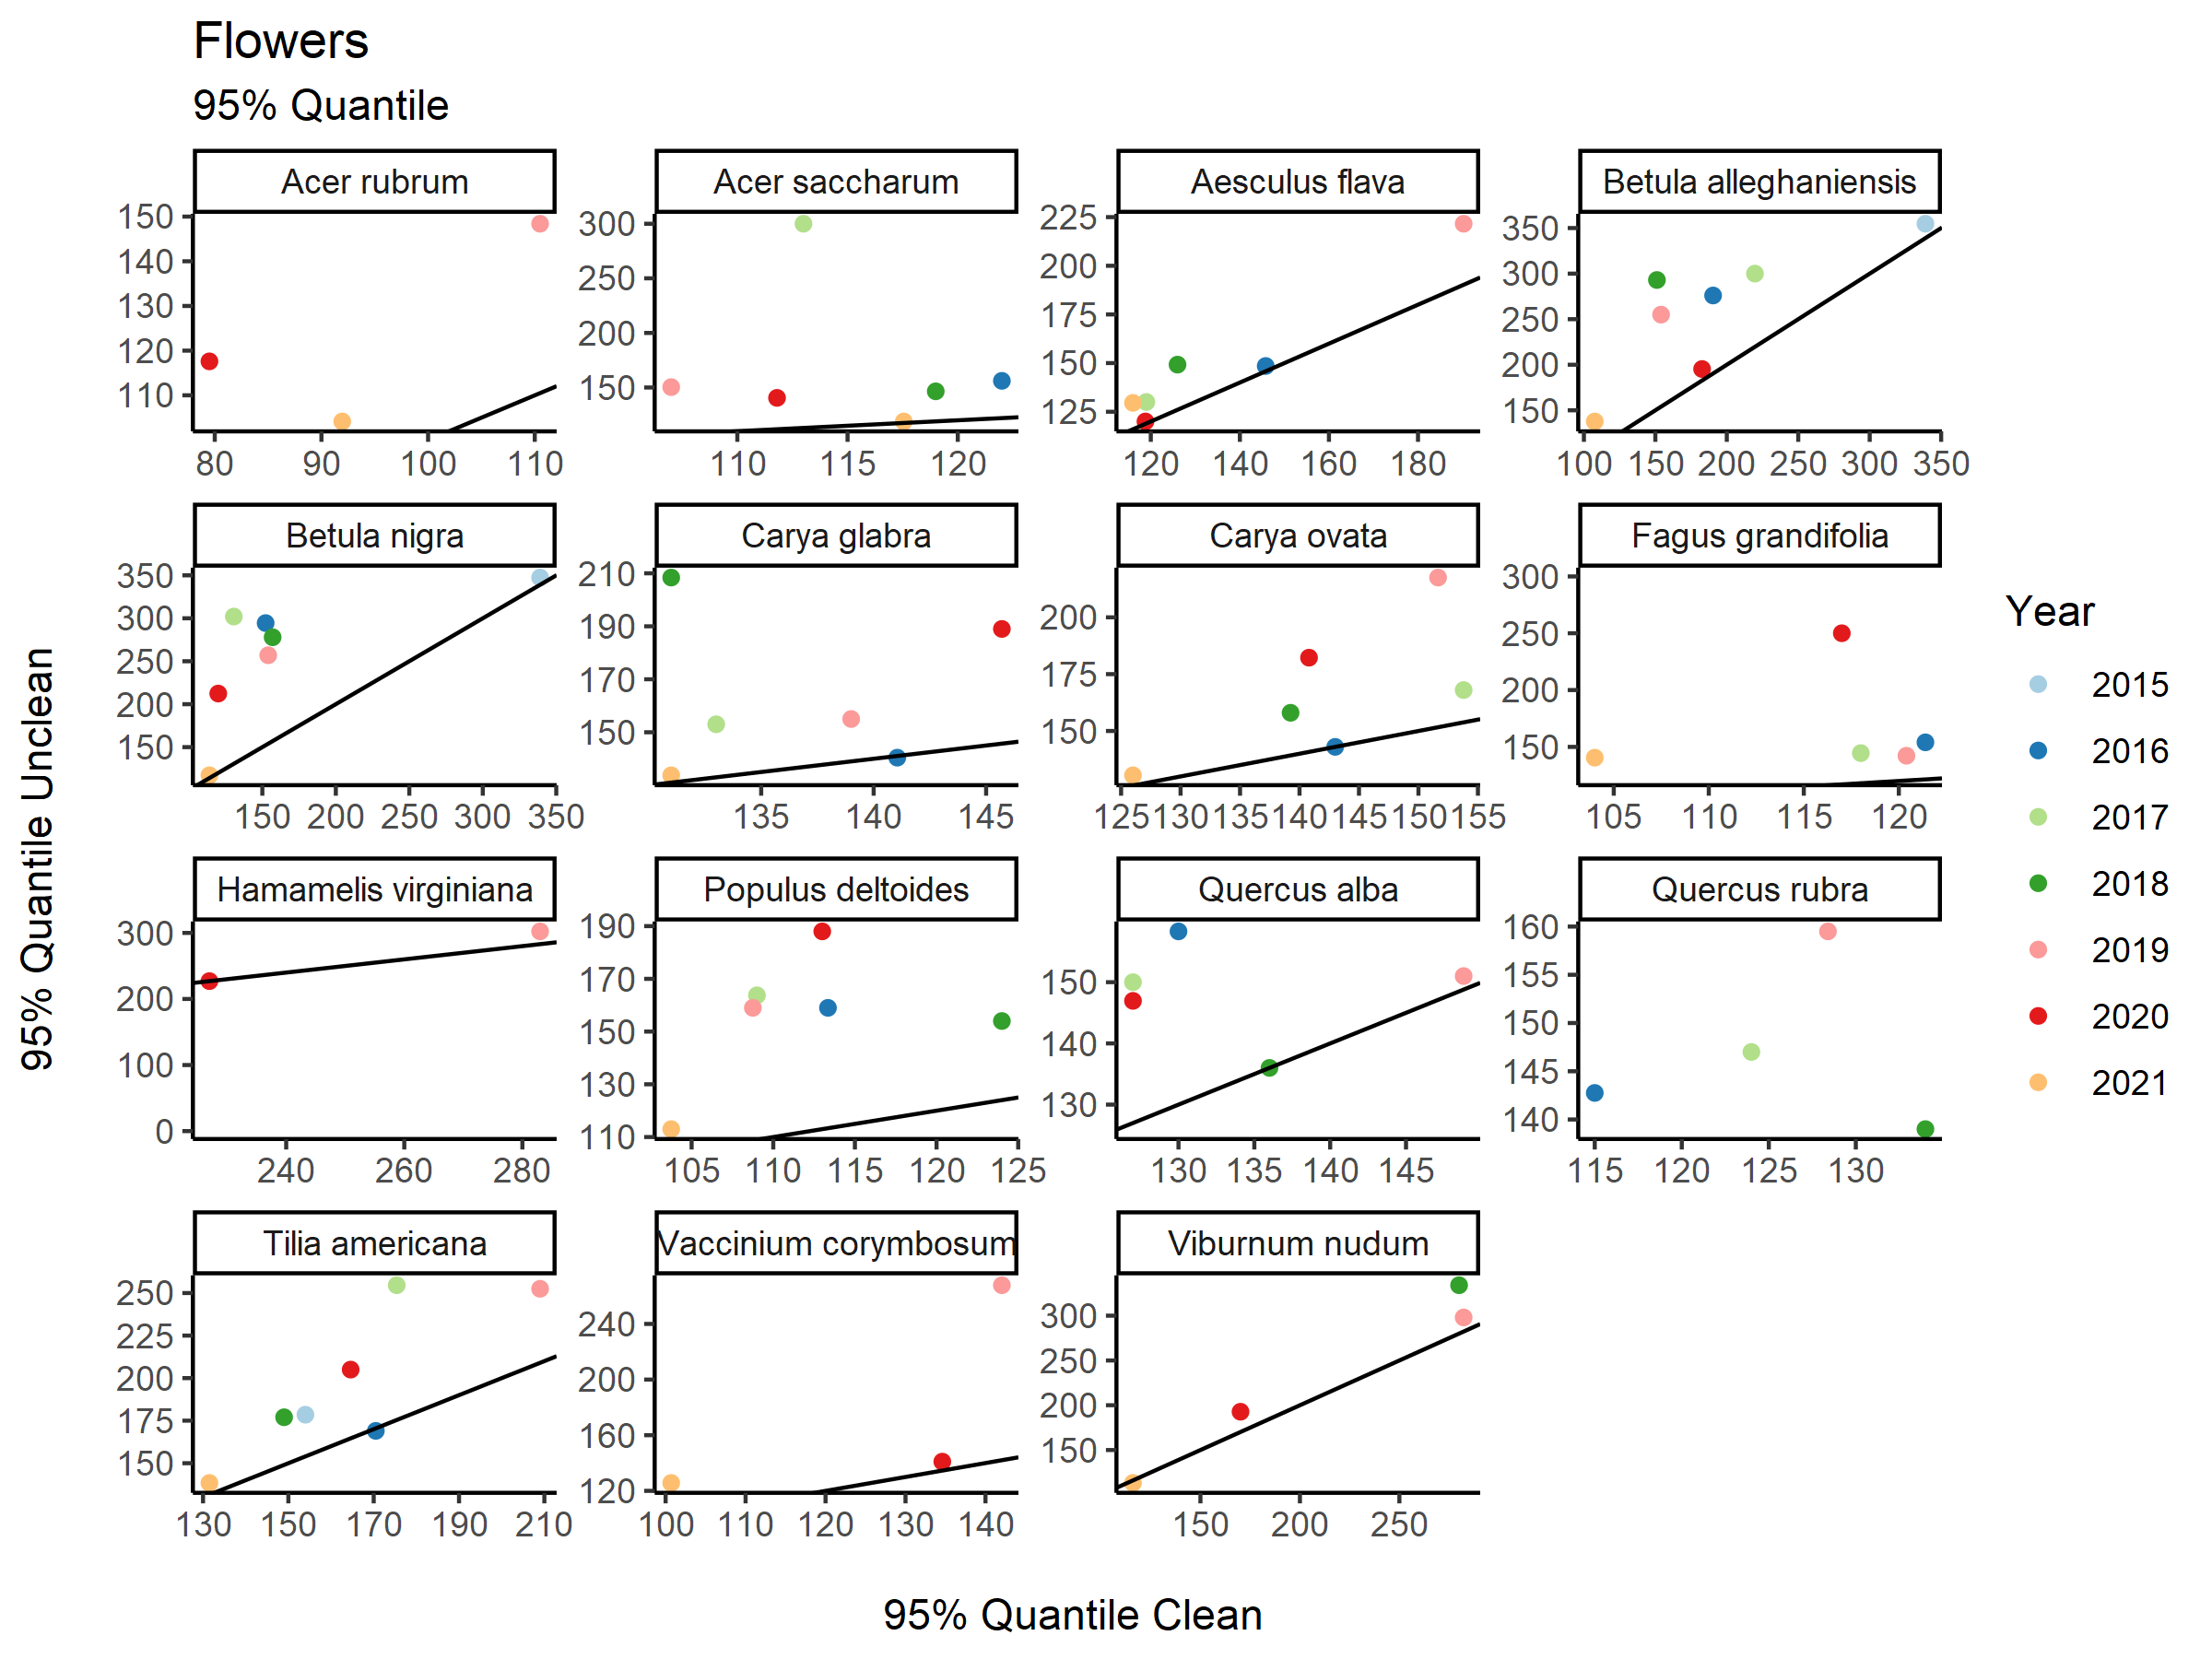 Flowers
95% Quantile
Acer rubrum
Acer saccharum
Aesculus flava
Betula alleghaniensis
150
140
130
120
110
80 90 100 110
300
250
200
150
110 115 120
225
200
175
150
125
120 140 160 180
350
300
250
200
150
100 150 200 250 300 350
Betula nigra
Carya glabra
Carya ovata
Fagus grandifolia
350
300
250
200
150
150 200 250 300 350
210
190
170
150
135 140 145
200
175
150
125 130 135 140 145 150 155
300
250
200
150
105 110 115 120
Hamamelis virginiana
Populus deltoides
Quercus alba
Quercus rubra
300
200
100
0
240 260 280
190
170
150
130
110
105 110 115 120 125
150
140
130
130 135 140 145
160
155
150
145
140
115 120 125 130
Tilia americana
Vaccinium corymbosum
Viburnum nudum
250
225
200
175
150
130 150 170 190 210
240
200
160
120
100 110 120 130 140
300
250
200
150
150 200 250
95% Quantile Unclean
95% Quantile Clean
Year
2015
2016
2017
2018
2019
2020
2021